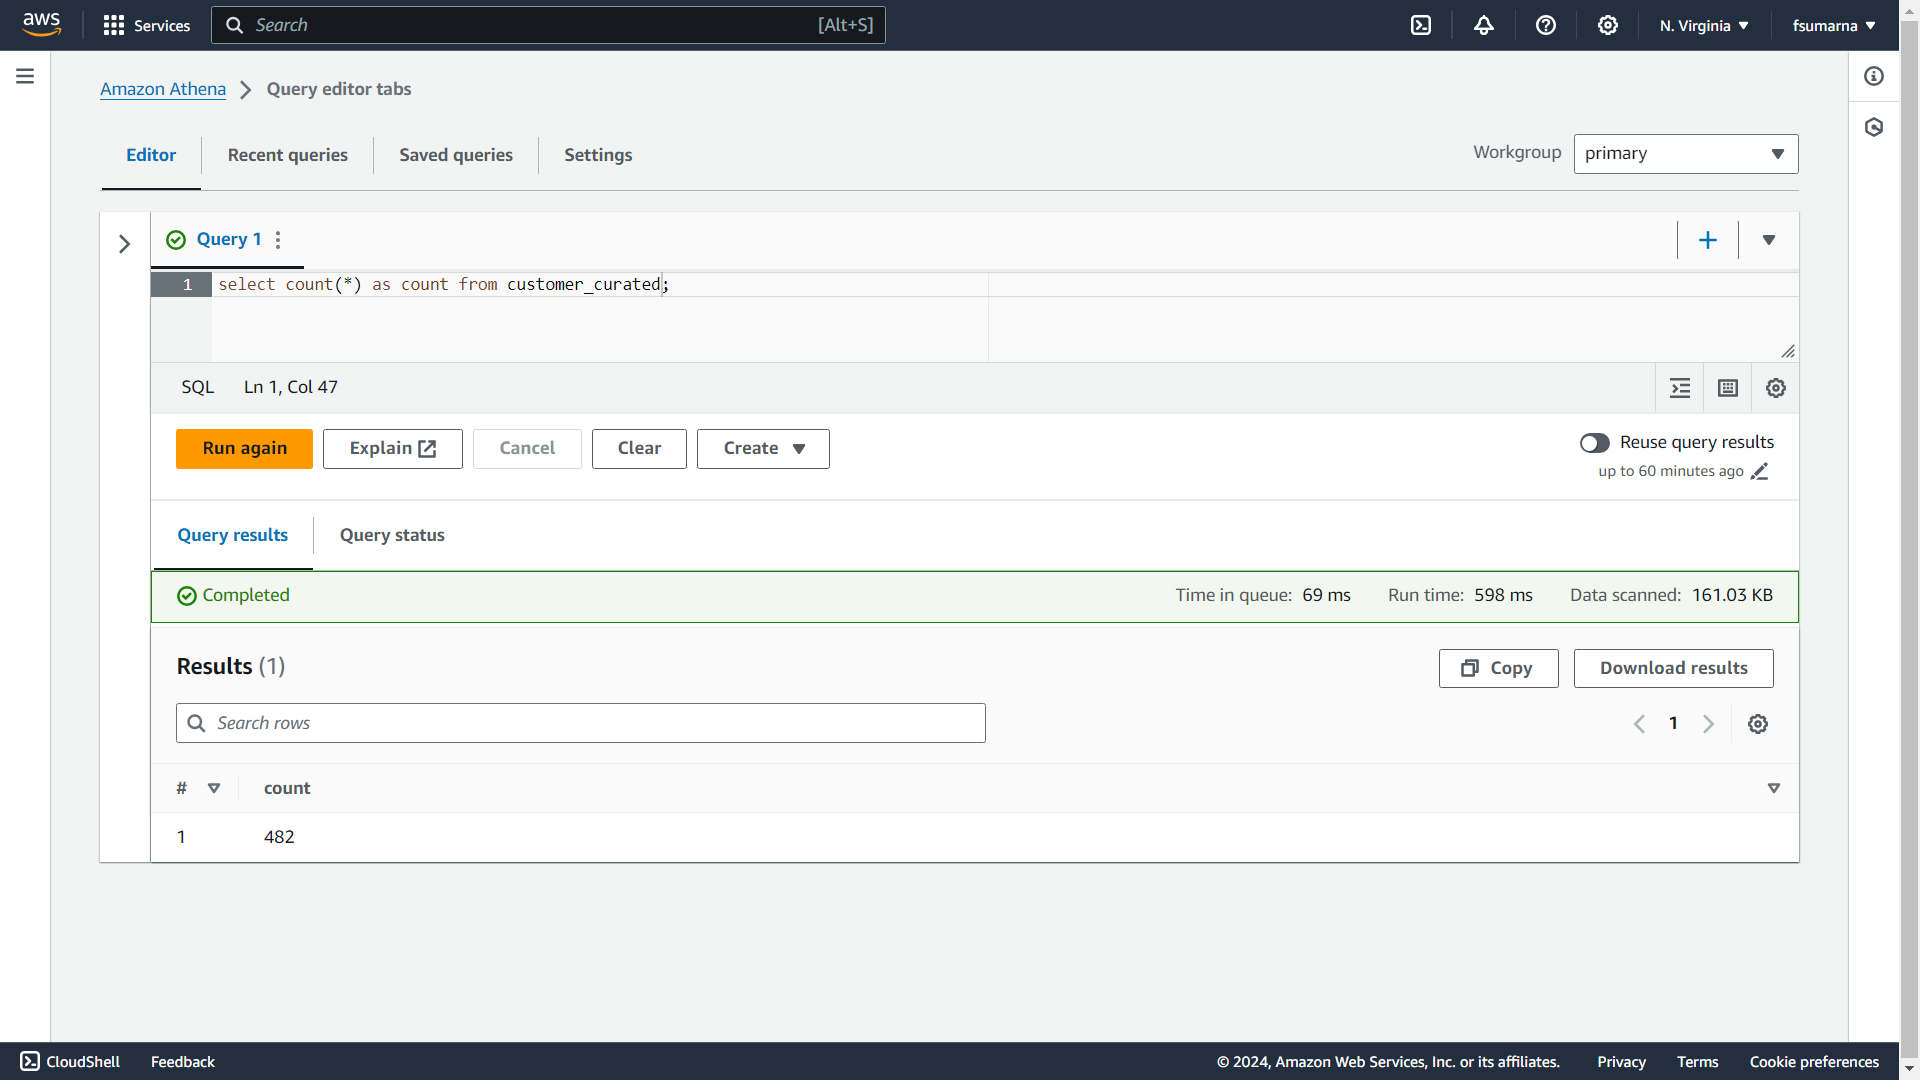 aws
Services
Search [Alt+S]
N. Virginia
fsumarna
Amazon Athena
Query editor tabs
Editor
Recent queries
Saved queries
Settings
Workgroup
primary
Query 1
1 select count(*) as count from customer_curated;
SQL
Ln 1, Col 47
Run again
Explain
Cancel
Clear
Create
Reuse query results
up to 60 minutes ago
Query results
Query status
Completed
Time in queue: 69 ms
Run time: 598 ms
Data scanned: 161.03 KB
Results (1)
Copy
Download results
Search rows
1
# count
1 482
CloudShell
Feedback
© 2024, Amazon Web Services, Inc. or its affiliates.
Privacy
Terms
Cookie preferences